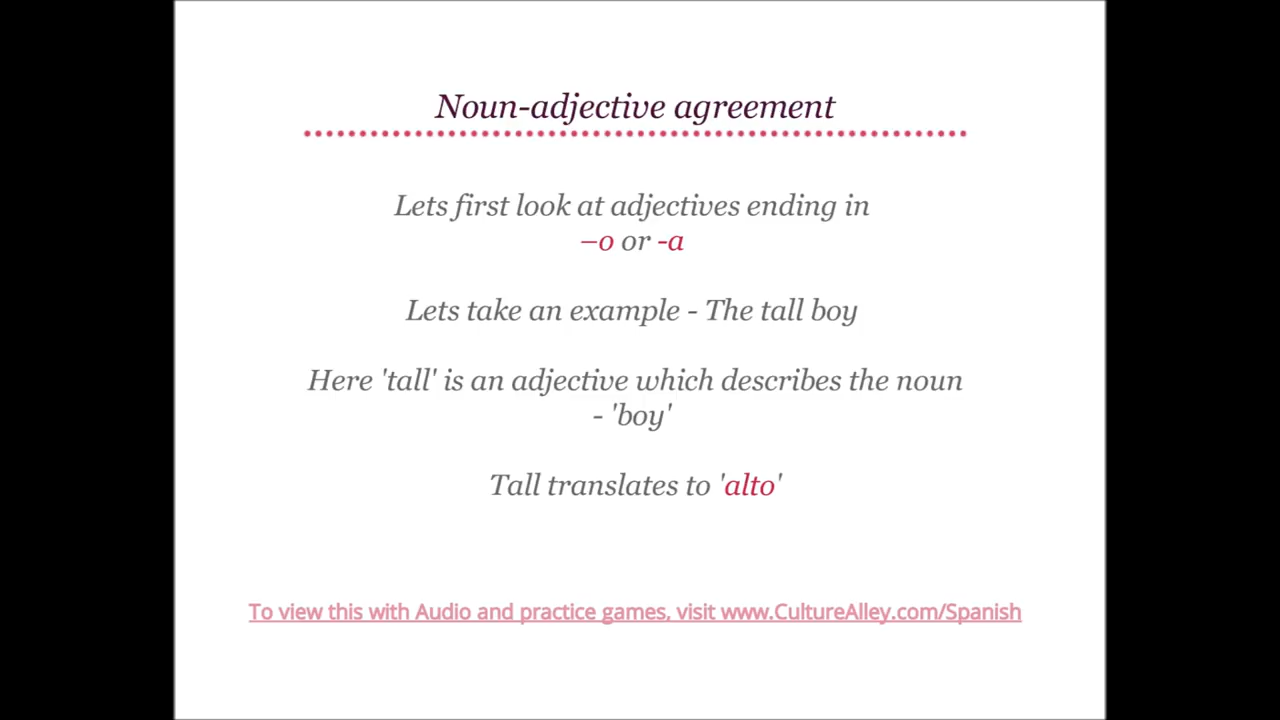 Noun-adjective agreement
Lets first look at adjectives ending in
–o or -a
Lets take an example - The tall boy
Here 'tall' is an adjective which describes the noun
- 'boy'
Tall translates to 'alto'
To view this with Audio and practice games, visit www.CultureAlley.com/Spanish